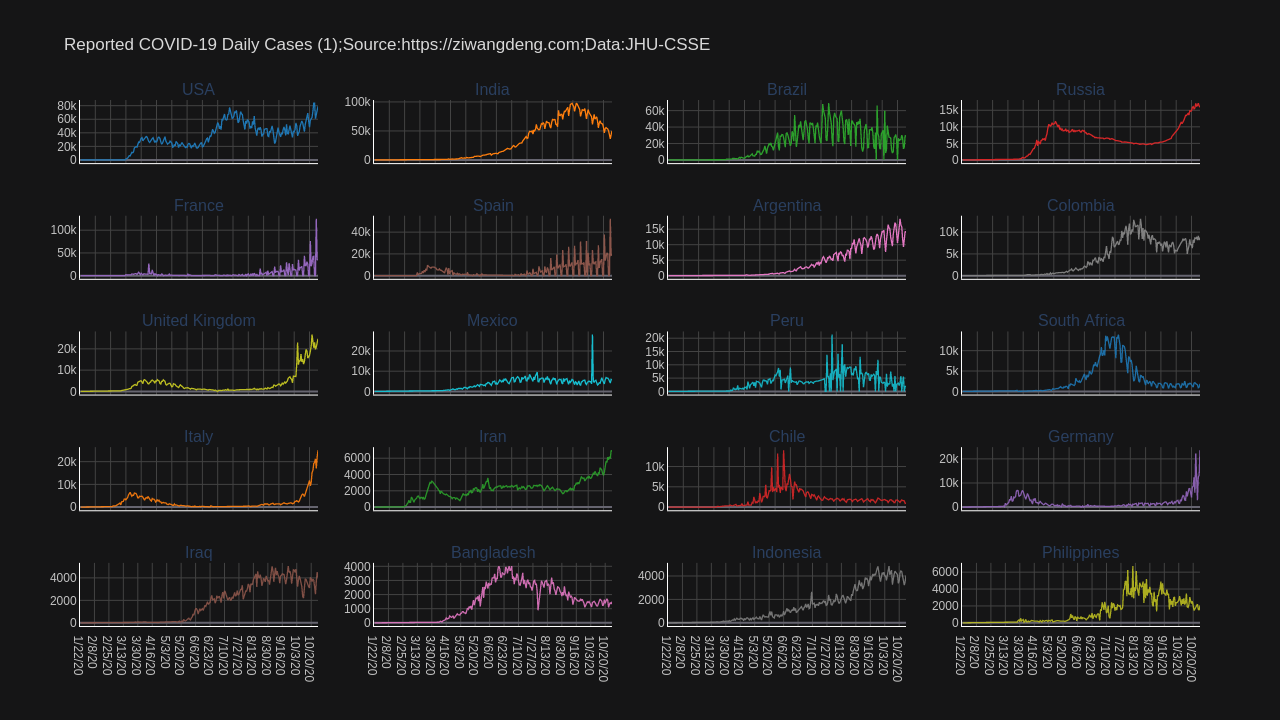 Reported COVID-19 Daily Cases (1);Source:https://ziwangdeng.com;Data:JHU-CSSE
USA
India
Brazil
Russia
80k
60k
40k
20k
0
100k
50k
0
60k
40k
20k
0
15k
10k
5k
0
France
Spain
Argentina
Colombia
100k
50k
0
40k
20k
0
15k
10k
5k
0
10k
5k
0
United Kingdom
Mexico
Peru
South Africa
20k
10k
0
20k
10k
0
20k
15k
10k
5k
0
10k
5k
0
Italy
Iran
Chile
Germany
20k
10k
0
6000
4000
2000
0
10k
5k
0
20k
10k
0
Iraq
Bangladesh
Indonesia
Philippines
4000
2000
0
4000
3000
2000
1000
0
4000
2000
0
6000
4000
2000
0
1/22/20
2/8/20
2/25/20
3/13/20
3/30/20
4/16/20
5/3/20
5/20/20
6/6/20
6/23/20
7/10/20
7/27/20
8/13/20
8/30/20
9/16/20
10/3/20
10/20/20
1/22/20
2/8/20
2/25/20
3/13/20
3/30/20
4/16/20
5/3/20
5/20/20
6/6/20
6/23/20
7/10/20
7/27/20
8/13/20
8/30/20
9/16/20
10/3/20
10/20/20
1/22/20
2/8/20
2/25/20
3/13/20
3/30/20
4/16/20
5/3/20
5/20/20
6/6/20
6/23/20
7/10/20
7/27/20
8/13/20
8/30/20
9/16/20
10/3/20
10/20/20
1/22/20
2/8/20
2/25/20
3/13/20
3/30/20
4/16/20
5/3/20
5/20/20
6/6/20
6/23/20
7/10/20
7/27/20
8/13/20
8/30/20
9/16/20
10/3/20
10/20/20